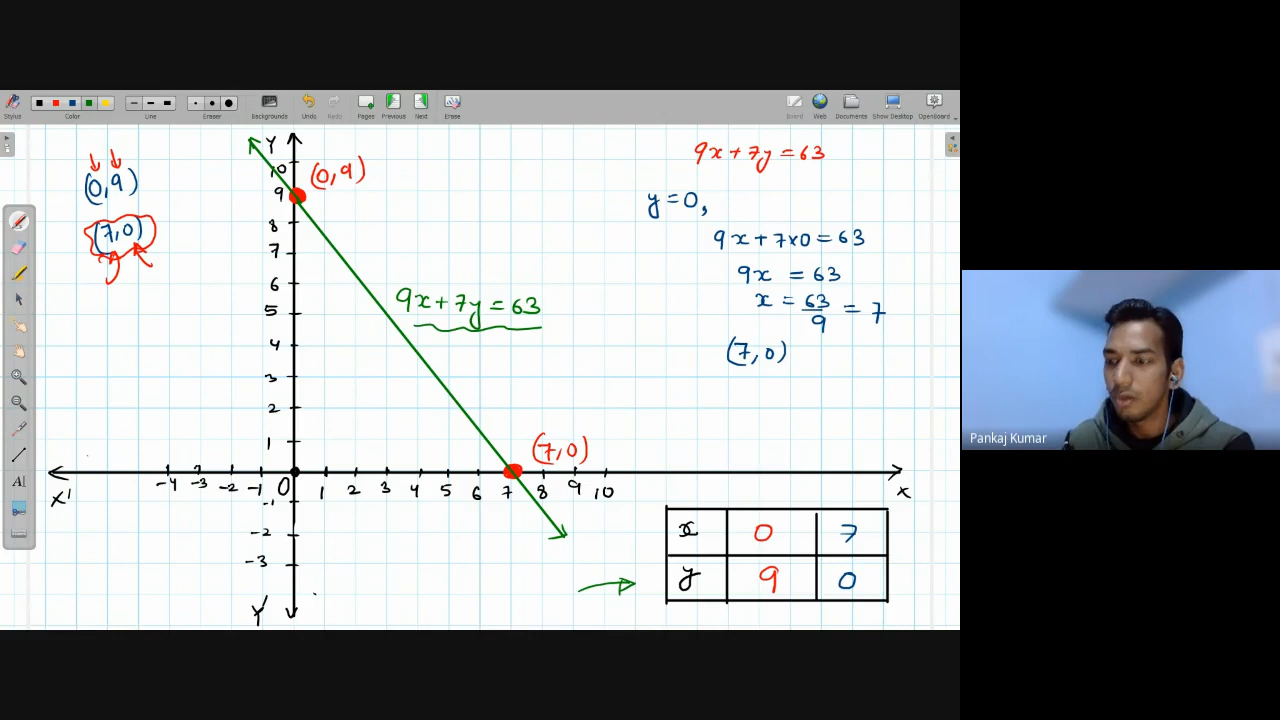 Stylus
Color
Line
Eraser
Backgrounds
Undo
Redo
Pages
Previous
Next
Erase
Board
Web
Documents
Show Desktop
OpenBoard
(0,9)
(7,0)
Y
10
9
8
7
6
5
4
3
2
1
(0,9)
9x+7y=63
(7,0)
X'
-4 -3 -2 -1 0 1 2 3 4 5 6 7 8 9 10
x
-1
-2
-3
Y'
9x+7y=63
y=0,
9x+7×0=63
9x =63
x = 63/9 = 7
(7,0)
x 0 7
y 9 0
Pankaj Kumar